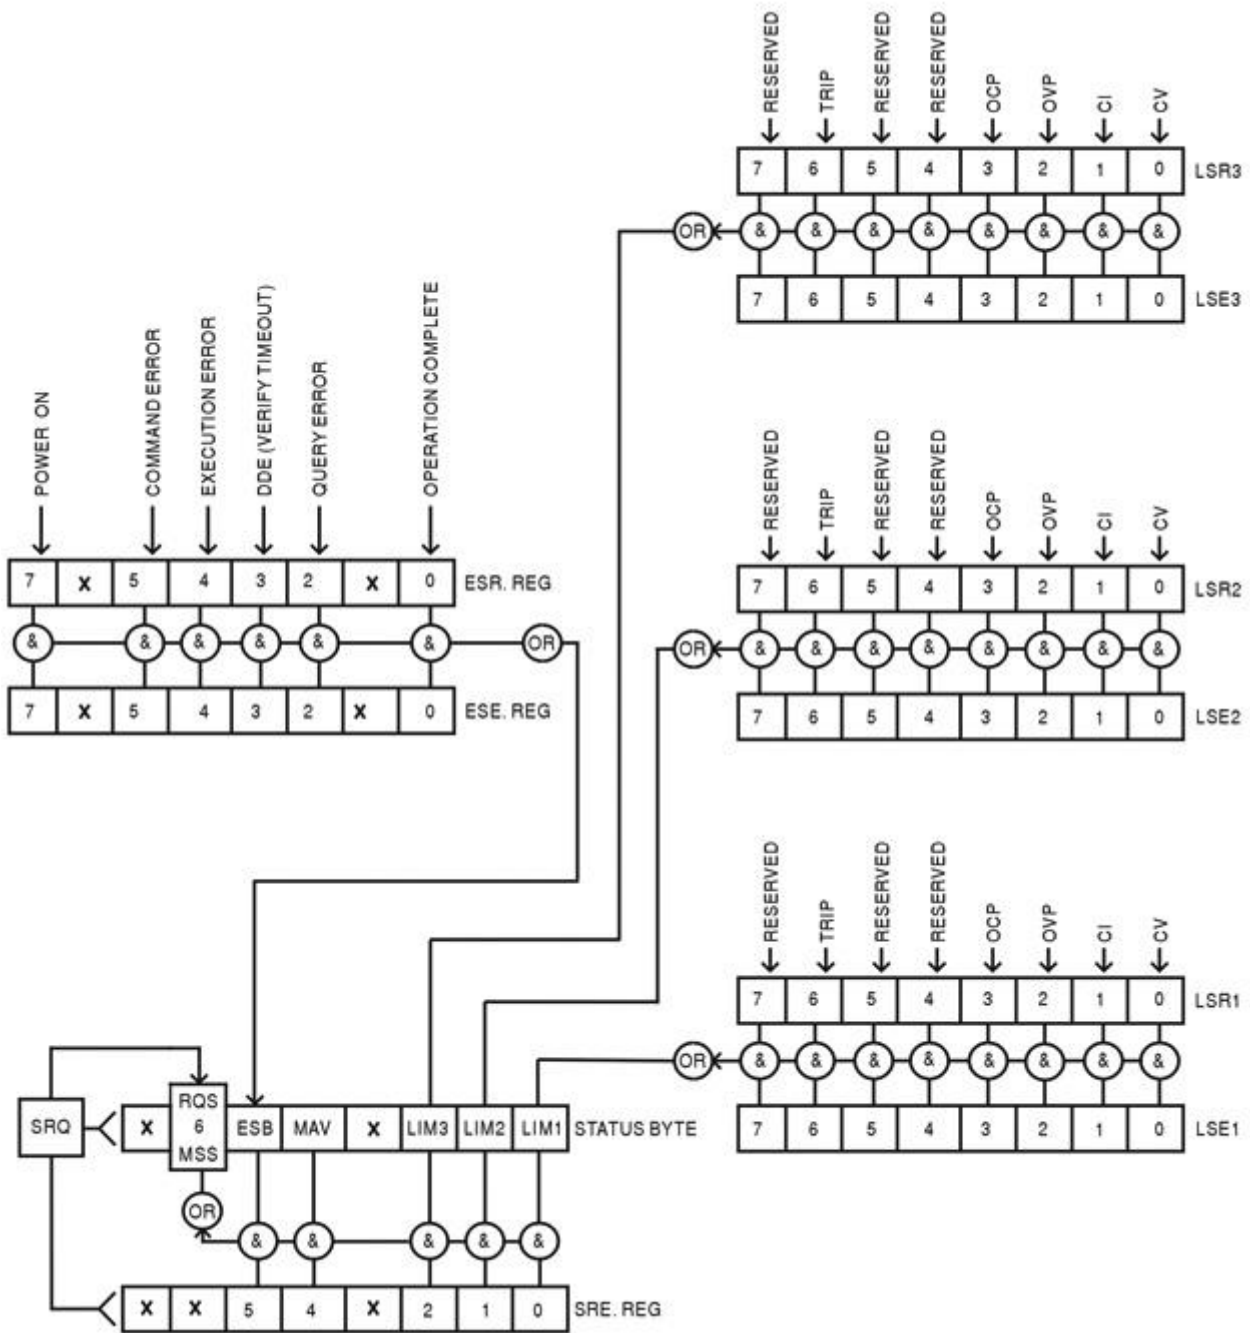 RESERVED
TRIP
RESERVED
RESERVED
OCP
OVP
CI
CV
7 6 5 4 3 2 1 0 LSR3
OR & & & & & & & &
7 6 5 4 3 2 1 0 LSE3
POWER ON
COMMAND ERROR
EXECUTION ERROR
DDE (VERIFY TIMEOUT)
QUERY ERROR
OPERATION COMPLETE
7 X 5 4 3 2 X 0 ESR. REG
& & & & & & OR
7 X 5 4 3 2 X 0 ESE. REG
RESERVED
TRIP
RESERVED
RESERVED
OCP
OVP
CI
CV
7 6 5 4 3 2 1 0 LSR2
OR & & & & & & & &
7 6 5 4 3 2 1 0 LSE2
RESERVED
TRIP
RESERVED
RESERVED
OCP
OVP
CI
CV
7 6 5 4 3 2 1 0 LSR1
OR & & & & & & & &
7 6 5 4 3 2 1 0 LSE1
SRQ
X
RQS
6
MSS
ESB MAV X LIM3 LIM2 LIM1 STATUS BYTE
OR
& & & & &
X X 5 4 X 2 1 0 SRE. REG